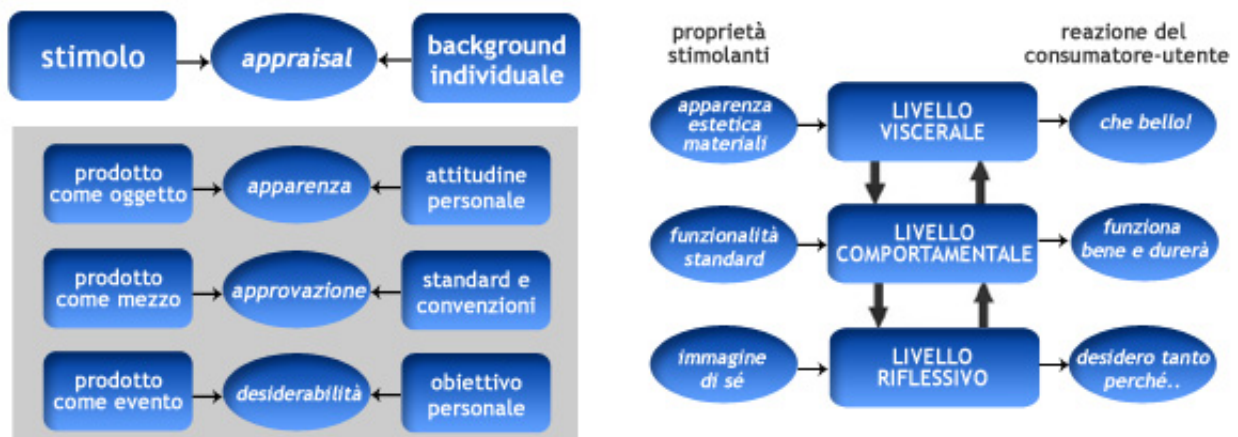 stimolo
appraisal
background
individuale
prodotto
come oggetto
apparenza
attitudine
personale
prodotto
come mezzo
approvazione
standard e
convenzioni
prodotto
come evento
desiderabilità
obiettivo
personale
proprietà
stimolanti
reazione del
consumatore-utente
apparenza
estetica
materiali
LIVELLO
VISCERALE
che bello!
funzionalità
standard
LIVELLO
COMPORTAMENTALE
funziona
bene e durerà
immagine
di sé
LIVELLO
RIFLESSIVO
desidero tanto
perché..